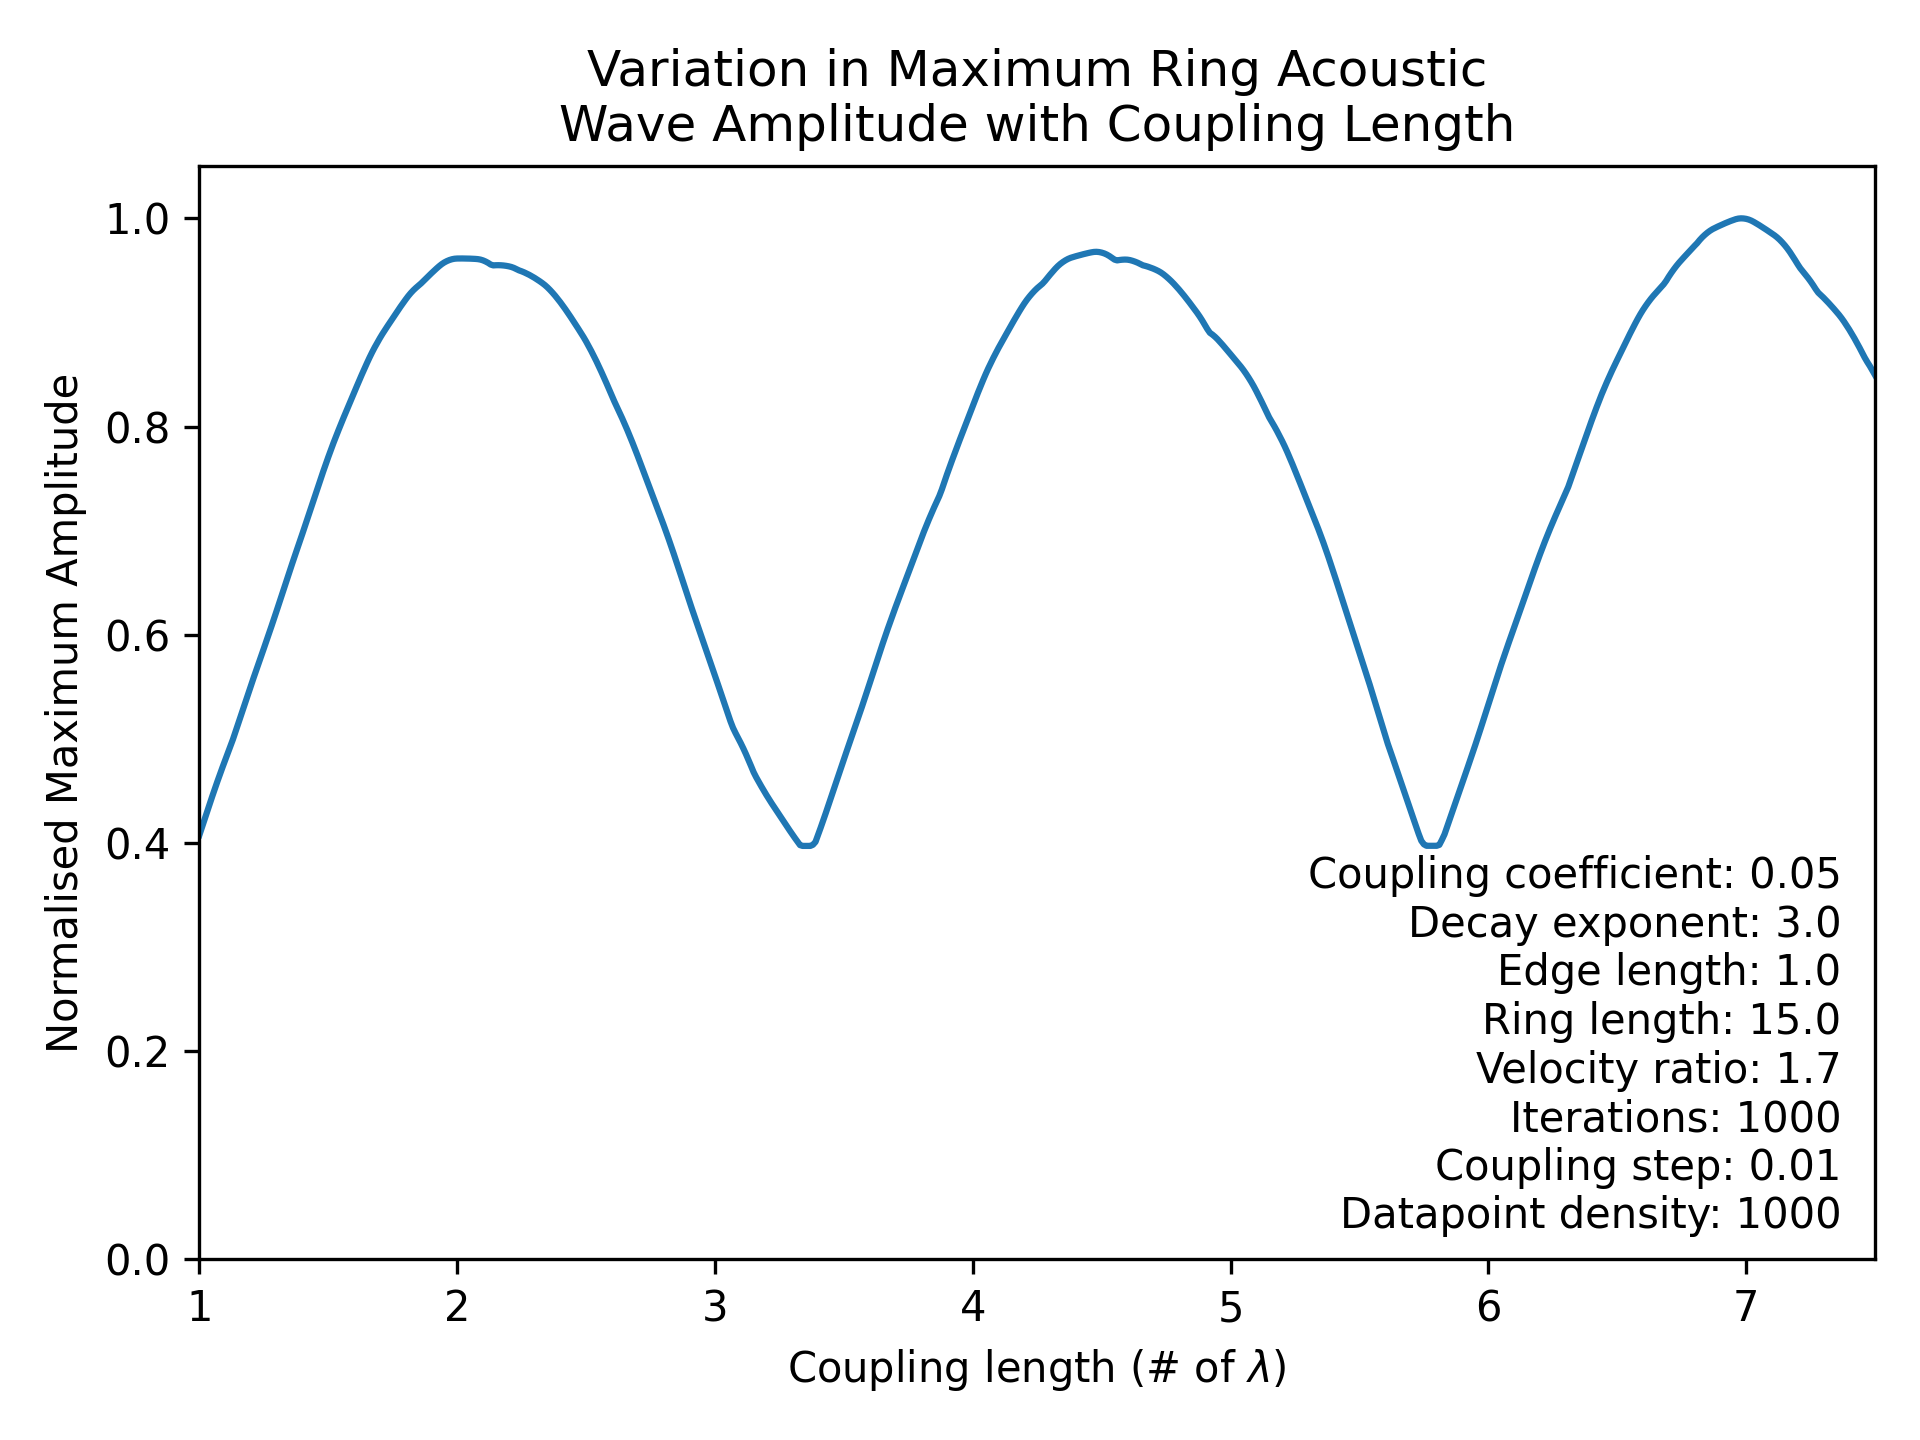 Variation in Maximum Ring Acoustic
Wave Amplitude with Coupling Length
Normalised Maximum Amplitude
1.0
0.8
0.6
0.4
0.2
0.0
Coupling coefficient: 0.05
Decay exponent: 3.0
Edge length: 1.0
Ring length: 15.0
Velocity ratio: 1.7
Iterations: 1000
Coupling step: 0.01
Datapoint density: 1000
1 2 3 4 5 6 7
Coupling length (# of λ)